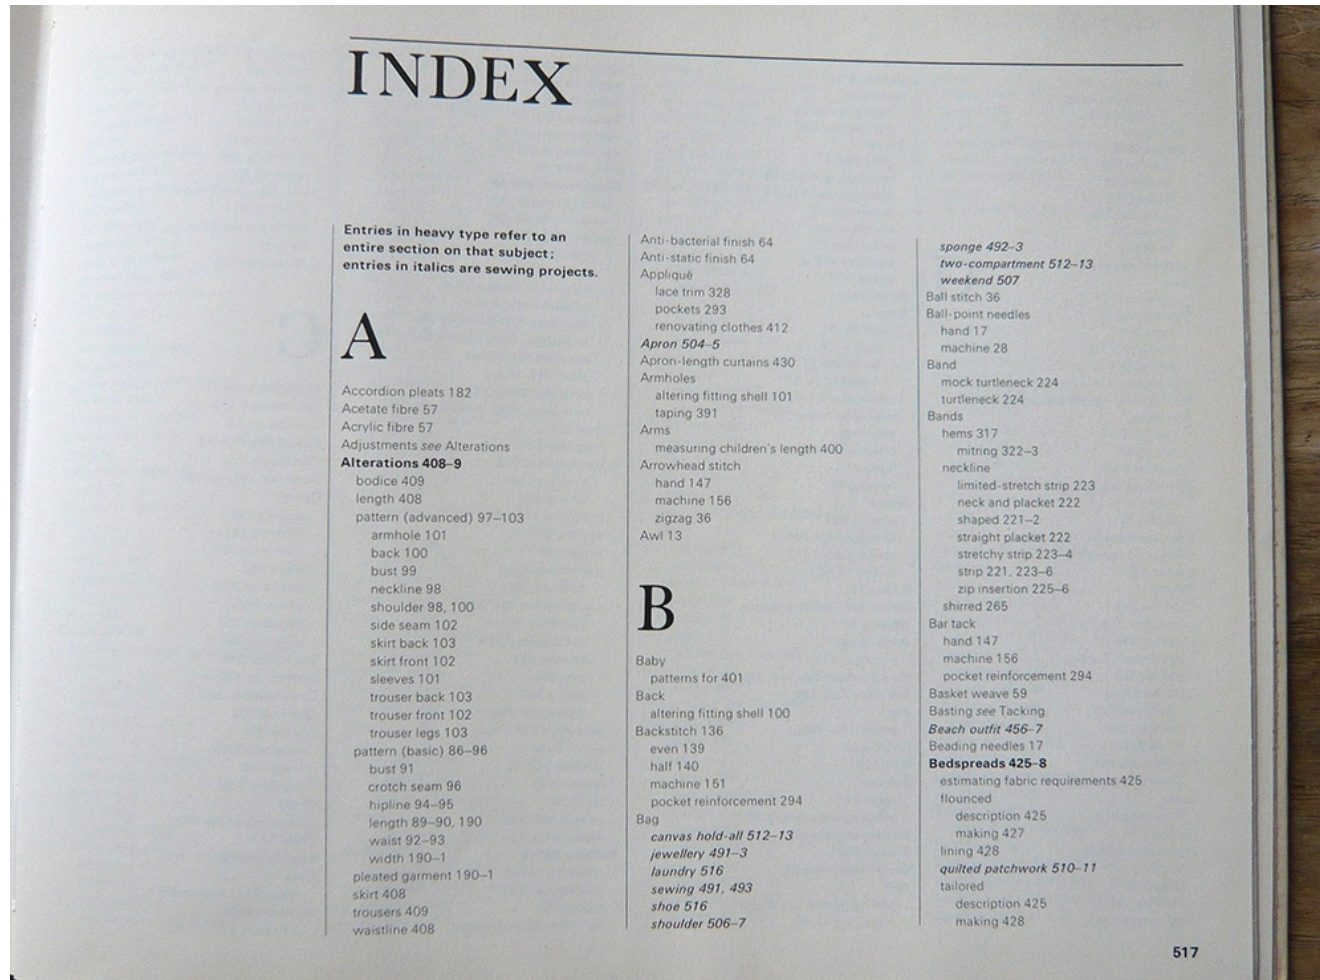 INDEX
Entries in heavy type refer to an
entire section on that subject;
entries in italics are sewing projects.
A
Accordion pleats 182
Acetate fibre 57
Acrylic fibre 57
Adjustments see Alterations
Alterations 408–9
bodice 409
length 408
pattern (advanced) 97–103
armhole 101
back 100
bust 99
neckline 98
shoulder 98, 100
side seam 102
skirt back 103
skirt front 102
sleeves 101
trouser back 103
trouser front 102
trouser legs 103
pattern (basic) 86–96
bust 91
crotch seam 96
hipline 94–95
length 89–90, 190
waist 92–93
width 190–1
pleated garment 190–1
skirt 408
trousers 409
waistline 408
Anti-bacterial finish 64
Anti-static finish 64
Appliqué
lace trim 328
pockets 293
renovating clothes 412
Apron 504–5
Apron-length curtains 430
Armholes
altering fitting shell 101
taping 391
Arms
measuring children's length 400
Arrowhead stitch
hand 147
machine 156
zigzag 36
Awl 13
B
Baby
patterns for 401
Back
altering fitting shell 100
Backstitch 136
even 139
half 140
machine 151
pocket reinforcement 294
Bag
canvas hold-all 512–13
jewellery 491–3
laundry 516
sewing 491, 493
shoe 516
shoulder 506–7
sponge 492–3
two-compartment 512–13
weekend 507
Ball stitch 36
Ball-point needles
hand 17
machine 28
Band
mock turtleneck 224
turtleneck 224
Bands
hems 317
mitring 322–3
neckline
limited-stretch strip 223
neck and placket 222
shaped 221–2
straight placket 222
stretchy strip 223–4
strip 221, 223–6
zip insertion 225–6
shirred 265
Bar tack
hand 147
machine 156
pocket reinforcement 294
Basket weave 59
Basting see Tacking
Beach outfit 456–7
Beading needles 17
Bedspreads 425–8
estimating fabric requirements 425
flounced
description 425
making 427
lining 428
quilted patchwork 510–11
tailored
description 425
making 428
517